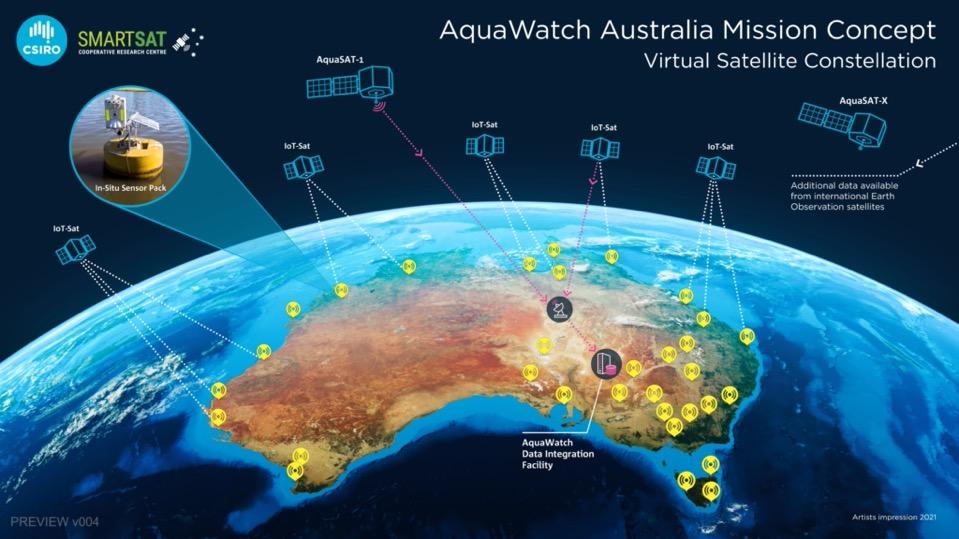 CSIRO
SMARTSAT
COOPERATIVE RESEARCH CENTRE
AquaWatch Australia Mission Concept
Virtual Satellite Constellation
AquaSAT-1
AquaSAT-X
IoT-Sat
IoT-Sat
IoT-Sat
IoT-Sat
IoT-Sat
In-Situ Sensor Pack
Additional data available
from international Earth
Observation satellites
AquaWatch
Data Integration
Facility
PREVIEW v004
Artists impression 2021